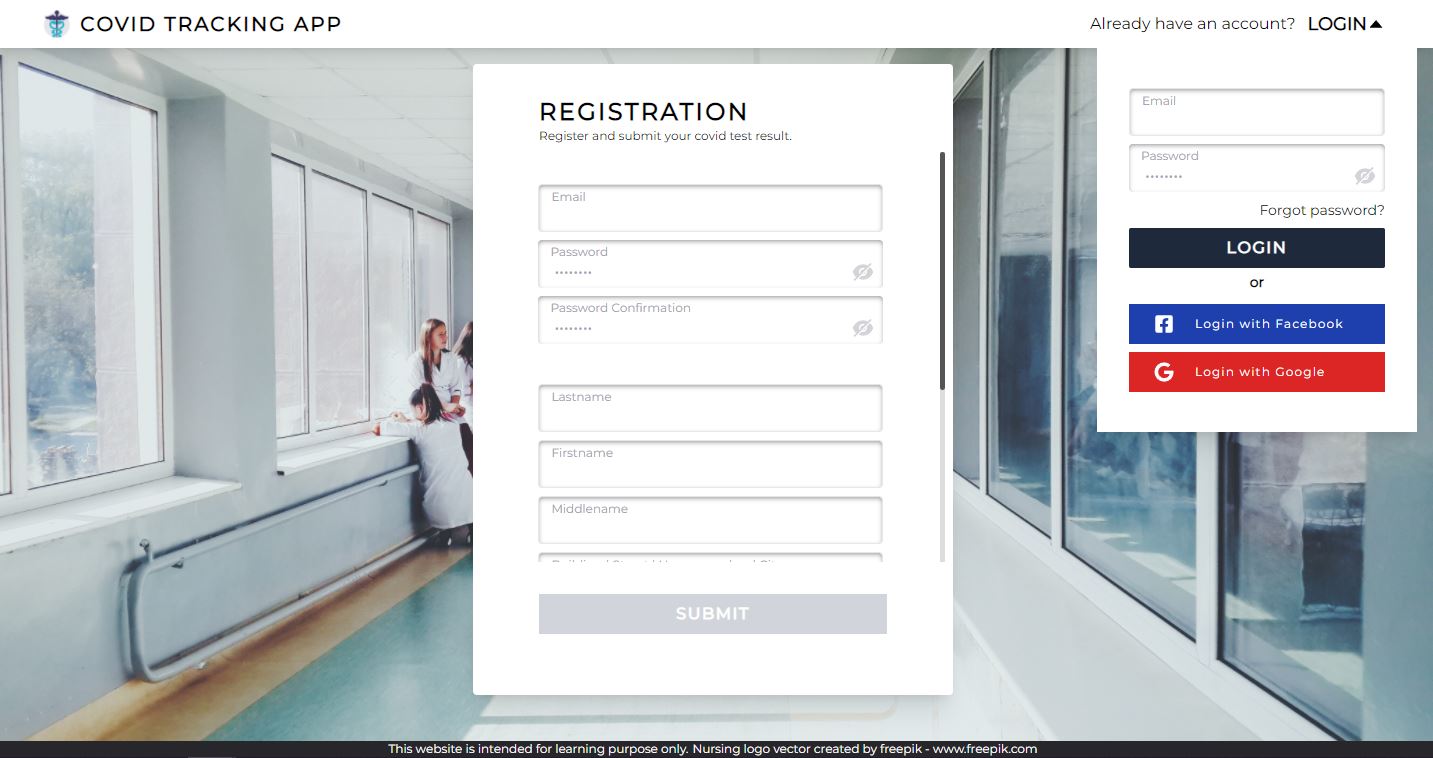 COVID TRACKING APP
Already have an account? LOGIN
REGISTRATION
Register and submit your covid test result.
Email
Password
Password Confirmation
Lastname
Firstname
Middlename
SUBMIT
Email
Password
Forgot password?
LOGIN
or
Login with Facebook
Login with Google
This website is intended for learning purpose only. Nursing logo vector created by freepik - www.freepik.com